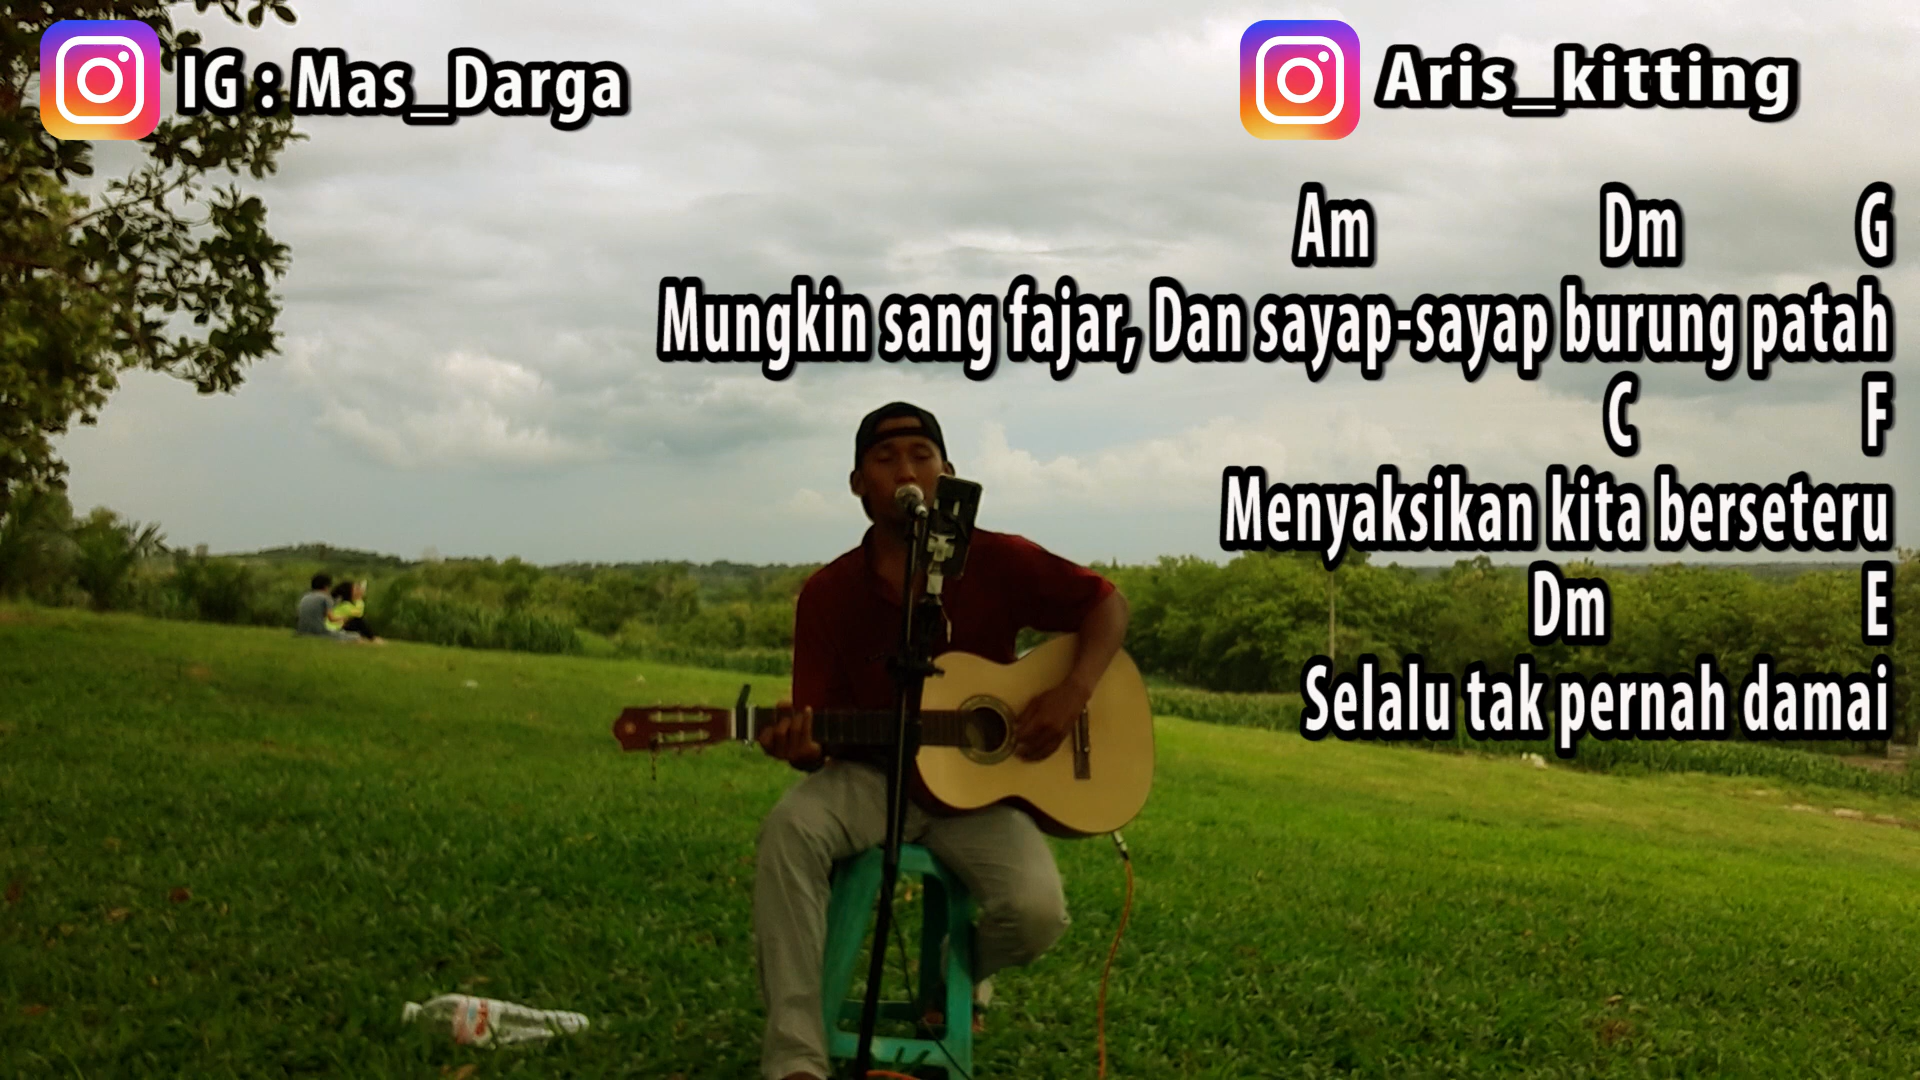 IG : Mas_Darga
Aris_kitting
Am Dm G
Mungkin sang fajar, Dan sayap-sayap burung patah
C F
Menyaksikan kita berseteru
Dm E
Selalu tak pernah damai